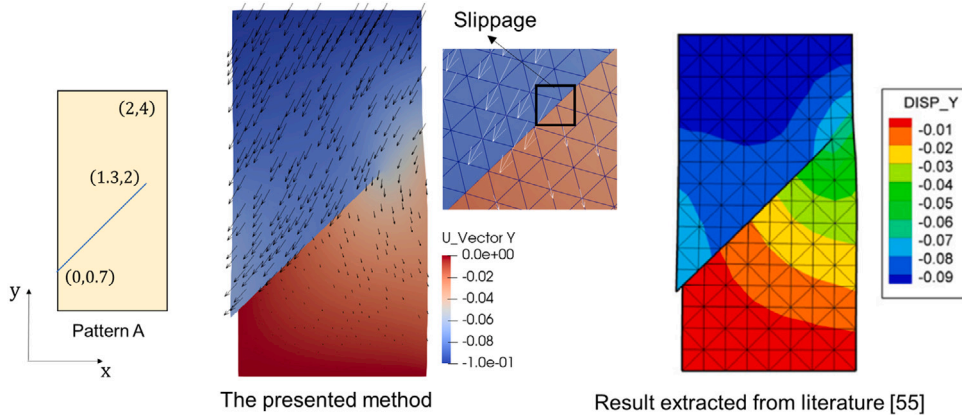 Slippage
(2,4)
(1.3,2)
(0,0.7)
y
x
Pattern A
U_Vector Y
0.0e+00
-0.02
-0.04
-0.06
-0.08
-1.0e-01
The presented method
DISP_Y
-0.01
-0.02
-0.03
-0.04
-0.05
-0.06
-0.07
-0.08
-0.09
Result extracted from literature [55]